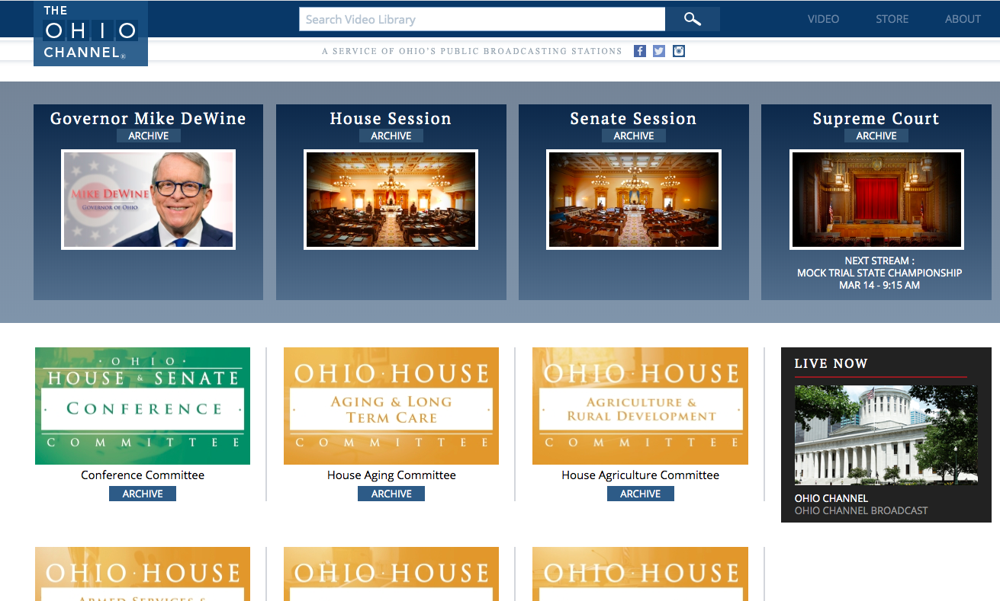 THE
OHIO
CHANNEL®
Search Video Library
VIDEO
STORE
ABOUT
A SERVICE OF OHIO'S PUBLIC BROADCASTING STATIONS
Governor Mike DeWine
ARCHIVE
MIKE DEWINE
GOVERNOR OF OHIO
House Session
ARCHIVE
Senate Session
ARCHIVE
Supreme Court
ARCHIVE
NEXT STREAM :
MOCK TRIAL STATE CHAMPIONSHIP
MAR 14 - 9:15 AM
· OHIO ·
HOUSE & SENATE
· CONFERENCE ·
COMMITTEE
Conference Committee
ARCHIVE
OHIO · HOUSE
AGING & LONG
TERM CARE
COMMITTEE
House Aging Committee
ARCHIVE
OHIO · HOUSE
AGRICULTURE &
RURAL DEVELOPMENT
COMMITTEE
House Agriculture Committee
ARCHIVE
LIVE NOW
OHIO CHANNEL
OHIO CHANNEL BROADCAST
OHIO · HOUSE
ARMED SERVICES &
OHIO · HOUSE
OHIO · HOUSE